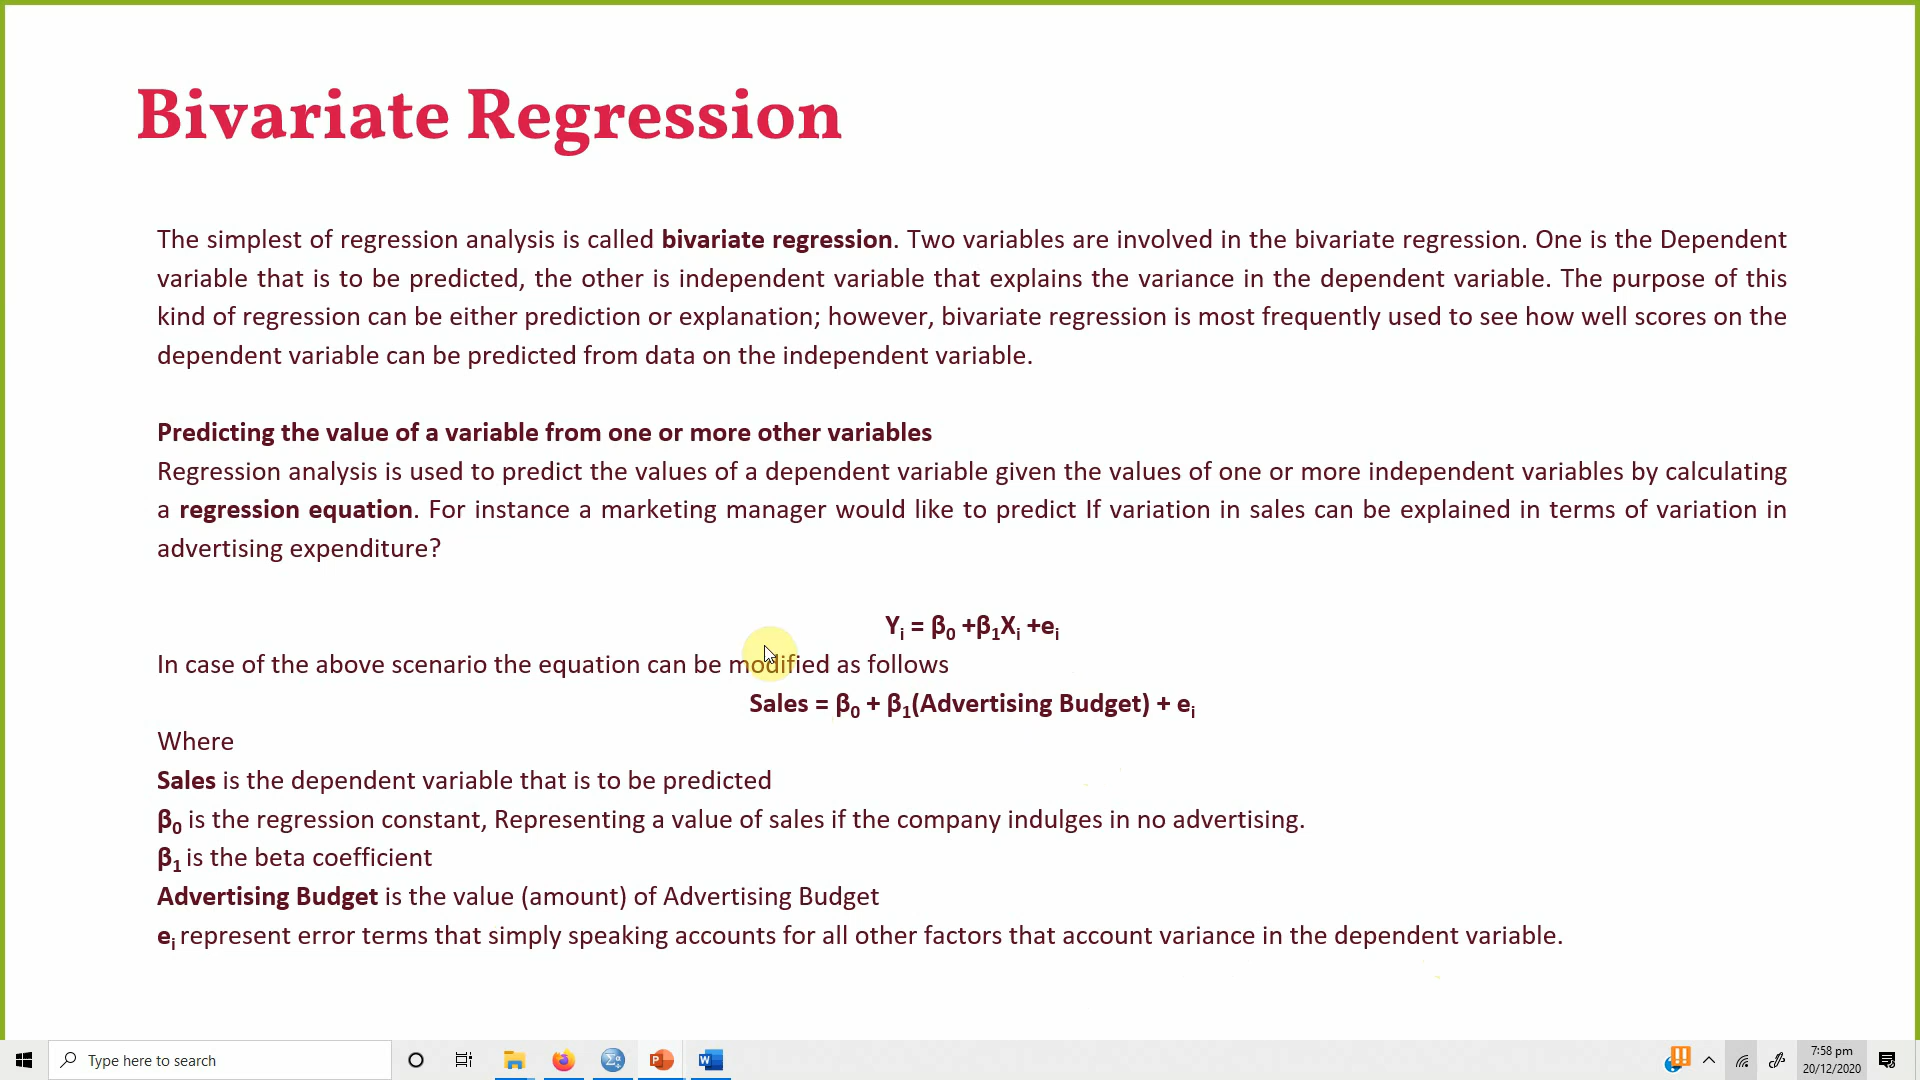 Bivariate Regression
The simplest of regression analysis is called bivariate regression. Two variables are involved in the bivariate regression. One is the Dependent
variable that is to be predicted, the other is independent variable that explains the variance in the dependent variable. The purpose of this
kind of regression can be either prediction or explanation; however, bivariate regression is most frequently used to see how well scores on the
dependent variable can be predicted from data on the independent variable.
Predicting the value of a variable from one or more other variables
Regression analysis is used to predict the values of a dependent variable given the values of one or more independent variables by calculating
a regression equation. For instance a marketing manager would like to predict If variation in sales can be explained in terms of variation in
advertising expenditure?
Yᵢ = β₀ +β₁Xᵢ +eᵢ
In case of the above scenario the equation can be modified as follows
Sales = β₀ + β₁(Advertising Budget) + eᵢ
Where
Sales is the dependent variable that is to be predicted
β₀ is the regression constant, Representing a value of sales if the company indulges in no advertising.
β₁ is the beta coefficient
Advertising Budget is the value (amount) of Advertising Budget
eᵢ represent error terms that simply speaking accounts for all other factors that account variance in the dependent variable.
Type here to search
7:58 pm
20/12/2020